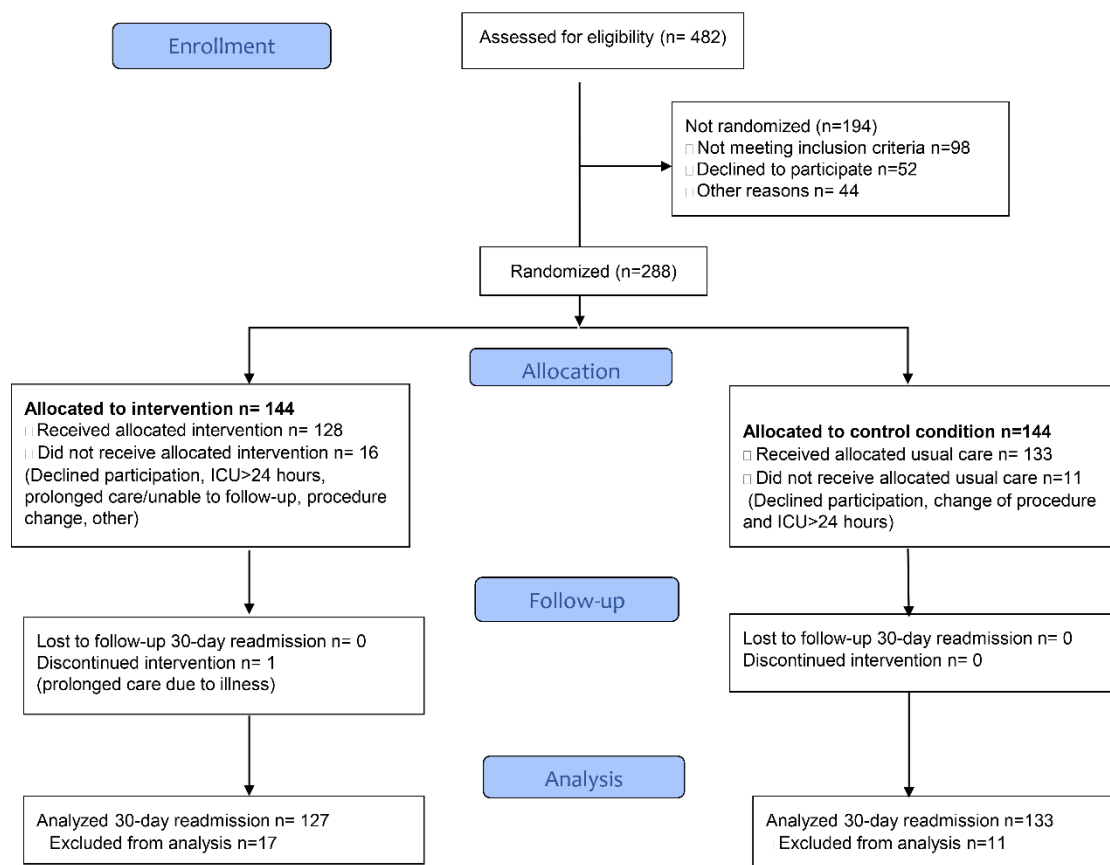 Enrollment
Assessed for eligibility (n= 482)
Not randomized (n=194)
Not meeting inclusion criteria n=98
Declined to participate n=52
Other reasons n= 44
Randomized (n=288)
Allocation
Allocated to intervention n= 144
Received allocated intervention n= 128
Did not receive allocated intervention n= 16
(Declined participation, ICU>24 hours,
prolonged care/unable to follow-up, procedure
change, other)
Allocated to control condition n=144
Received allocated usual care n= 133
Did not receive allocated usual care n=11
(Declined participation, change of procedure
and ICU>24 hours)
Follow-up
Lost to follow-up 30-day readmission n= 0
Discontinued intervention n= 1
(prolonged care due to illness)
Lost to follow-up 30-day readmission n= 0
Discontinued intervention n= 0
Analysis
Analyzed 30-day readmission n= 127
Excluded from analysis n=17
Analyzed 30-day readmission n=133
Excluded from analysis n=11